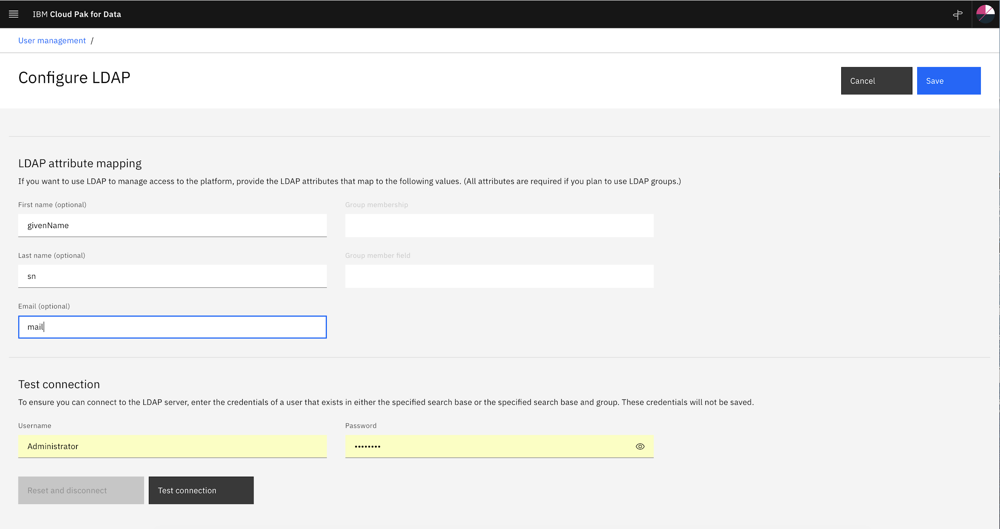 IBM Cloud Pak for Data
User management /
Configure LDAP
Cancel
Save
LDAP attribute mapping
If you want to use LDAP to manage access to the platform, provide the LDAP attributes that map to the following values. (All attributes are required if you plan to use LDAP groups.)
First name (optional)
Group membership
givenName
Last name (optional)
Group member field
sn
Email (optional)
mail
Test connection
To ensure you can connect to the LDAP server, enter the credentials of a user that exists in either the specified search base or the specified search base and group. These credentials will not be saved.
Username
Password
Administrator
••••••••
Reset and disconnect
Test connection